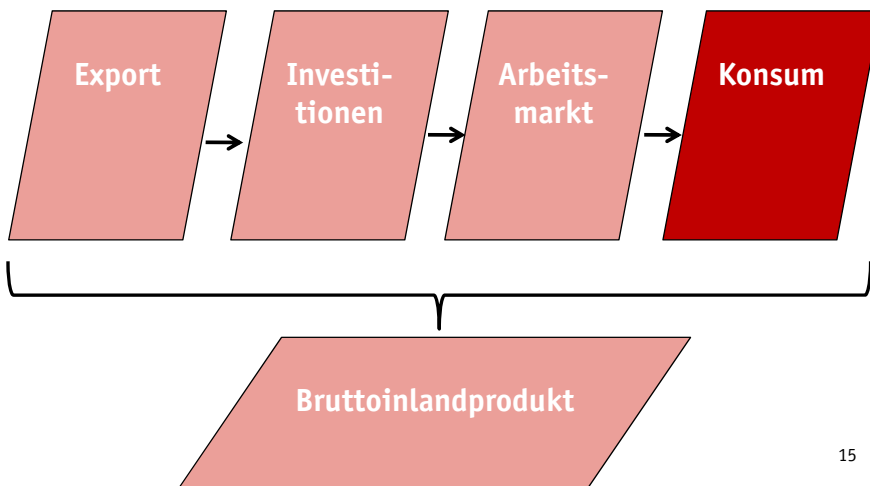 Export
Investi-
tionen
Arbeits-
markt
Konsum
Bruttoinlandprodukt
15